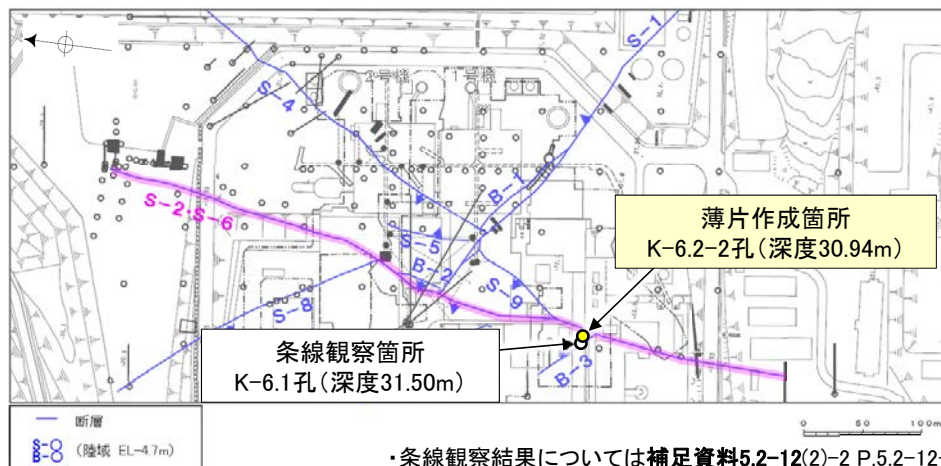 S-1
2号機 1号機
S-4
B-1
S-2・S-6
薄片作成箇所
K-6.2-2孔(深度30.94m)
S-5
B-2
S-9
S-8
条線観察箇所
K-6.1孔(深度31.50m)
B-3
断層
S-8
B-8
(陸域 EL-4.7m)
0 50 100m
・条線観察結果については補足資料5.2-12(2)-2 P.5.2-12-